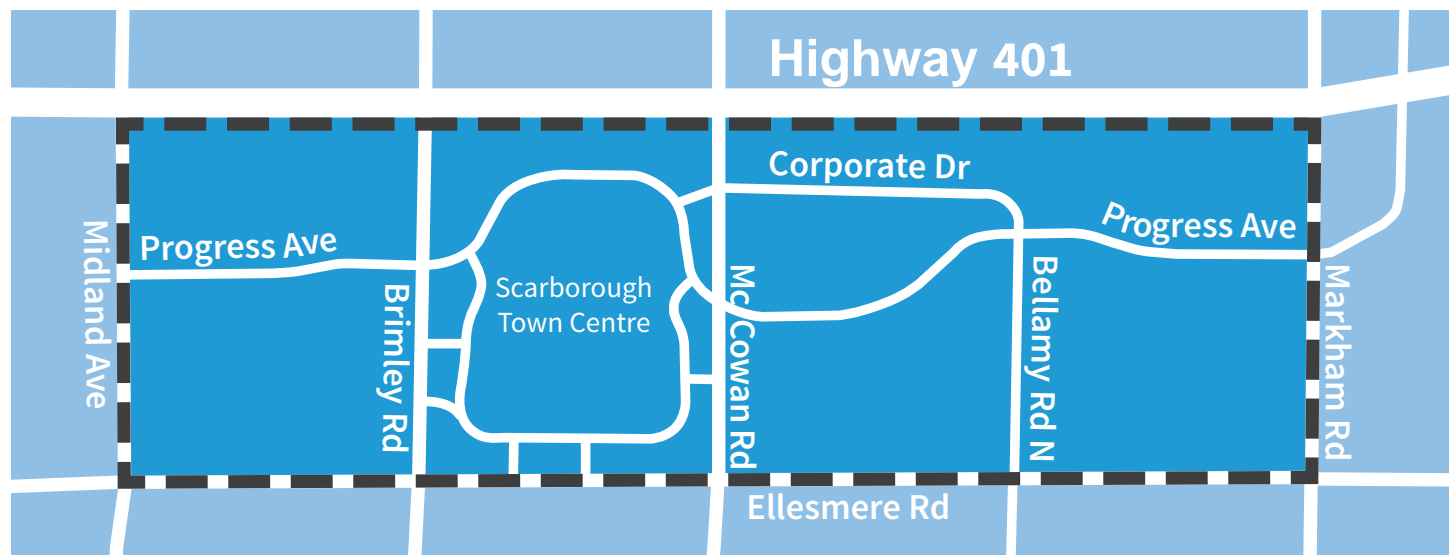 Highway 401
Corporate Dr
Progress Ave
Progress Ave
Midland Ave
Scarborough
Town Centre
Brimley Rd
McCowan Rd
Bellamy Rd N
Markham Rd
Ellesmere Rd